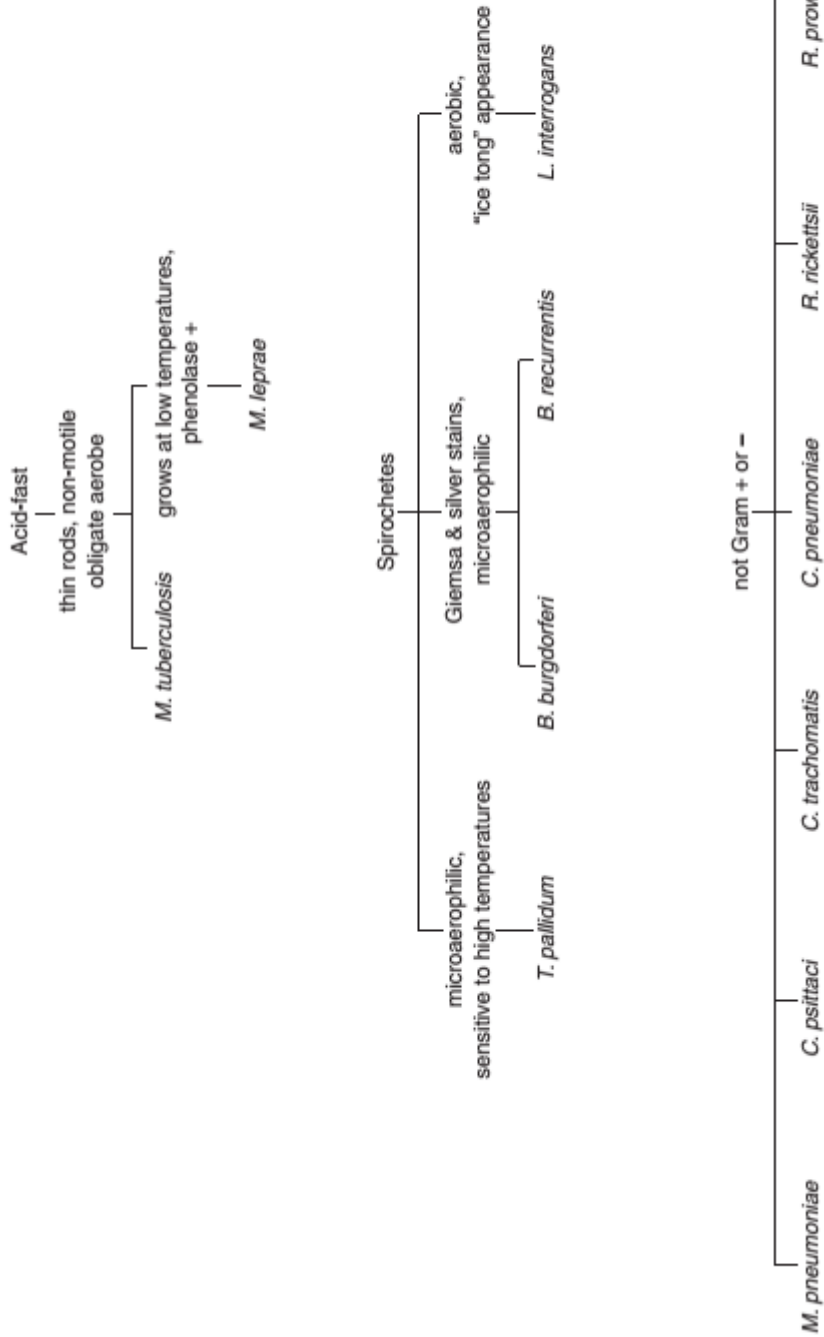 Acid-fast
thin rods, non-motile
obligate aerobe
M. tuberculosis
grows at low temperatures,
phenolase +
M. leprae
Spirochetes
microaerophilic,
sensitive to high temperatures
T. pallidum
Giemsa & silver stains,
microaerophilic
B. burgdorferi
B. recurrentis
aerobic,
"ice tong" appearance
L. interrogans
not Gram + or –
M. pneumoniae
C. psittaci
C. trachomatis
C. pneumoniae
R. rickettsii
R. prow